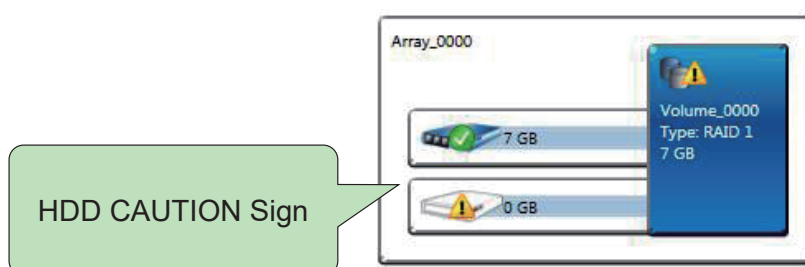 Array_0000
Volume_0000
Type: RAID 1
7 GB
7 GB
0 GB
HDD CAUTION Sign